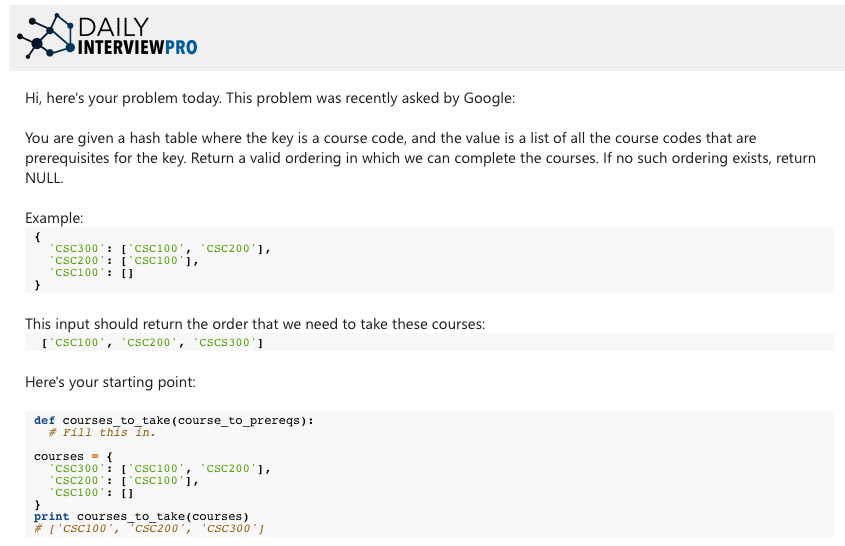 DAILY
INTERVIEWPRO
Hi, here's your problem today. This problem was recently asked by Google:
You are given a hash table where the key is a course code, and the value is a list of all the course codes that are
prerequisites for the key. Return a valid ordering in which we can complete the courses. If no such ordering exists, return
NULL.
Example:
{
  'CSC300': ['CSC100', 'CSC200'],
  'CSC200': ['CSC100'],
  'CSC100': []
}
This input should return the order that we need to take these courses:
['CSC100', 'CSC200', 'CSCS300']
Here's your starting point:
def courses_to_take(course_to_prereqs):
  # Fill this in.
courses = {
  'CSC300': ['CSC100', 'CSC200'],
  'CSC200': ['CSC100'],
  'CSC100': []
}
print courses_to_take(courses)
# ['CSC100', 'CSC200', 'CSC300']